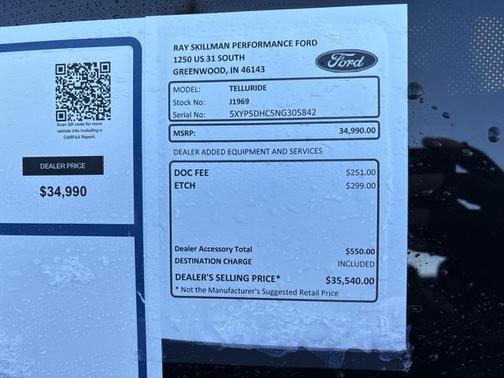 Scan QR code for more
vehicle info including a
CARFAX Report.
DEALER PRICE
$34,990
RAY SKILLMAN PERFORMANCE FORD
1250 US 31 SOUTH
GREENWOOD, IN 46143
Ford
MODEL: TELLURIDE
Stock No: J1969
Serial No: 5XYP5DHC5NG305842
MSRP: 34,990.00
DEALER ADDED EQUIPMENT AND SERVICES
DOC FEE $251.00
ETCH $299.00
Dealer Accessory Total $550.00
DESTINATION CHARGE INCLUDED
DEALER'S SELLING PRICE* $35,540.00
* Not the Manufacturer's Suggested Retail Price